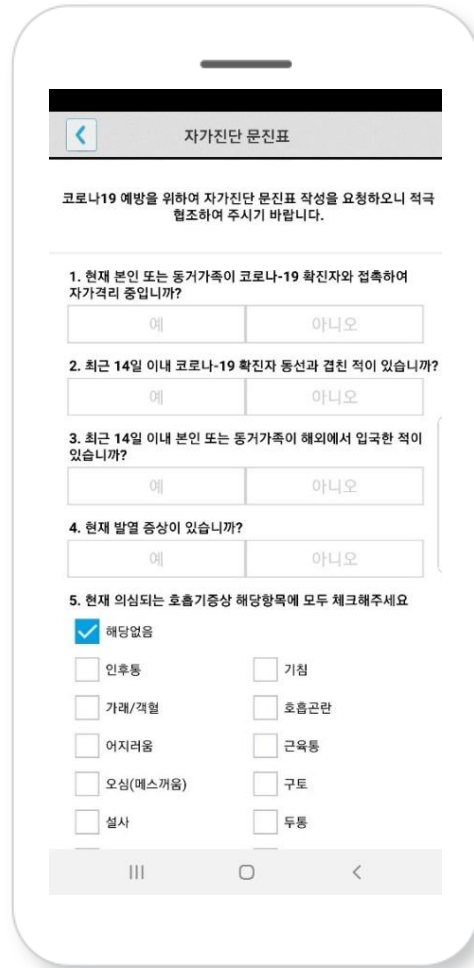 자가진단 문진표
코로나19 예방을 위하여 자가진단 문진표 작성을 요청하오니 적극
협조하여 주시기 바랍니다.
1. 현재 본인 또는 동거가족이 코로나-19 확진자와 접촉하여
자가격리 중입니까?
예 아니오
2. 최근 14일 이내 코로나-19 확진자 동선과 겹친 적이 있습니까?
예 아니오
3. 최근 14일 이내 본인 또는 동거가족이 해외에서 입국한 적이
있습니까?
예 아니오
4. 현재 발열 증상이 있습니까?
예 아니오
5. 현재 의심되는 호흡기증상 해당항목에 모두 체크해주세요
해당없음
인후통 기침
가래/객혈 호흡곤란
어지러움 근육통
오심(메스꺼움) 구토
설사 두통